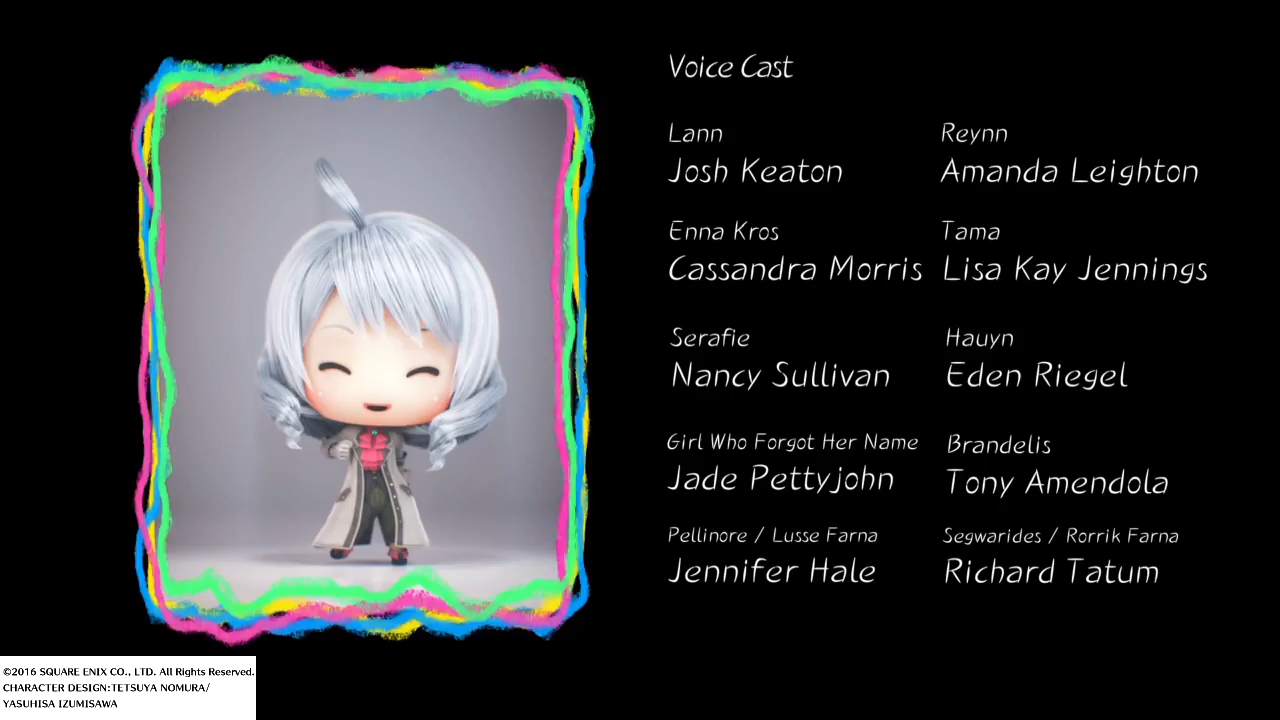 Voice Cast
Lann
Josh Keaton
Reynn
Amanda Leighton
Enna Kros
Cassandra Morris
Tama
Lisa Kay Jennings
Serafie
Nancy Sullivan
Hauyn
Eden Riegel
Girl Who Forgot Her Name
Jade Pettyjohn
Brandelis
Tony Amendola
Pellinore / Lusse Farna
Jennifer Hale
Segwarides / Rorrik Farna
Richard Tatum
©2016 SQUARE ENIX CO., LTD. All Rights Reserved.
CHARACTER DESIGN:TETSUYA NOMURA/
YASUHISA IZUMISAWA